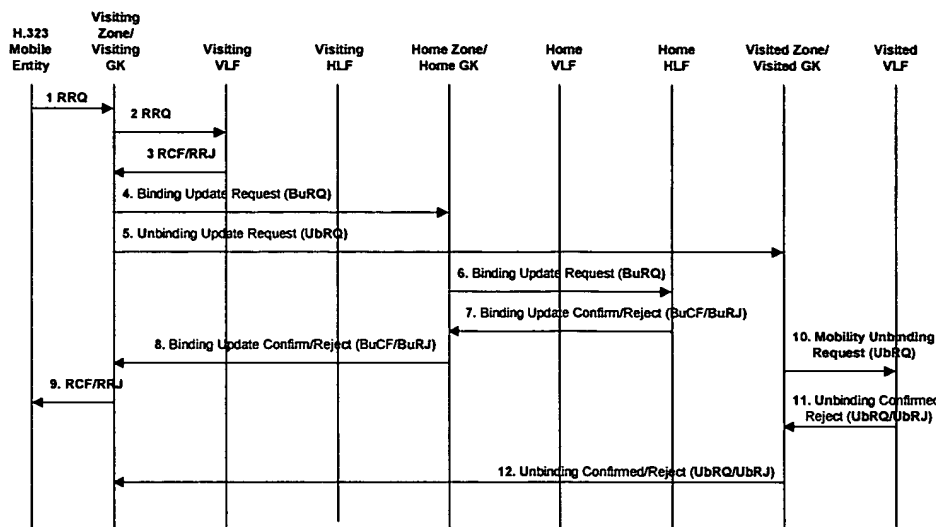 H.323
Mobile
Entity
Visiting
Zone/
Visiting
GK
Visiting
VLF
Visiting
HLF
Home Zone/
Home GK
Home
VLF
Home
HLF
Visited Zone/
Visited GK
Visited
VLF
1 RRQ
2 RRQ
3 RCF/RRJ
4. Binding Update Request (BuRQ)
5. Unbinding Update Request (UbRQ)
6. Binding Update Request (BuRQ)
7. Binding Update Confirm/Reject (BuCF/BuRJ)
8. Binding Update Confirm/Reject (BuCF/BuRJ)
9. RCF/RRJ
10. Mobility Unbinding
Request (UbRQ)
11. Unbinding Confirmed
Reject (UbRQ/UbRJ)
12. Unbinding Confirmed/Reject (UbRQ/UbRJ)